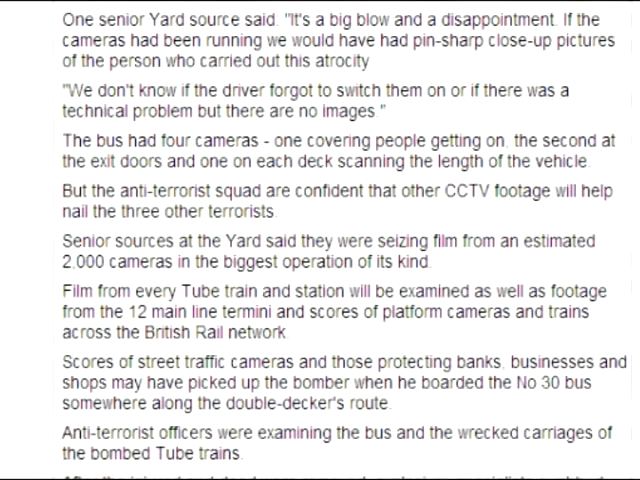 One senior Yard source said. "It's a big blow and a disappointment. If the
cameras had been running we would have had pin-sharp close-up pictures
of the person who carried out this atrocity
"We don't know if the driver forgot to switch them on or if there was a
technical problem but there are no images."
The bus had four cameras - one covering people getting on, the second at
the exit doors and one on each deck scanning the length of the vehicle.
But the anti-terrorist squad are confident that other CCTV footage will help
nail the three other terrorists.
Senior sources at the Yard said they were seizing film from an estimated
2,000 cameras in the biggest operation of its kind.
Film from every Tube train and station will be examined as well as footage
from the 12 main line termini and scores of platform cameras and trains
across the British Rail network.
Scores of street traffic cameras and those protecting banks, businesses and
shops may have picked up the bomber when he boarded the No 30 bus
somewhere along the double-decker's route.
Anti-terrorist officers were examining the bus and the wrecked carriages of
the bombed Tube trains.